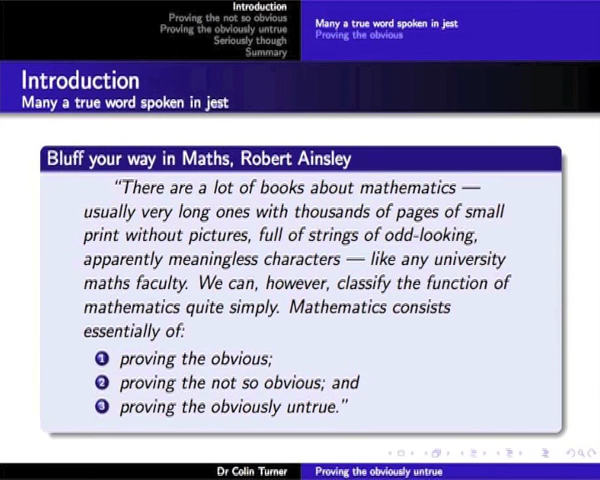 Introduction
Proving the not so obvious
Proving the obviously untrue
Seriously though
Summary
Many a true word spoken in jest
Proving the obvious
Introduction
Many a true word spoken in jest
Bluff your way in Maths, Robert Ainsley
“There are a lot of books about mathematics —
usually very long ones with thousands of pages of small
print without pictures, full of strings of odd-looking,
apparently meaningless characters — like any university
maths faculty. We can, however, classify the function of
mathematics quite simply. Mathematics consists
essentially of:
1 proving the obvious;
2 proving the not so obvious; and
3 proving the obviously untrue.”
Dr Colin Turner
Proving the obviously untrue